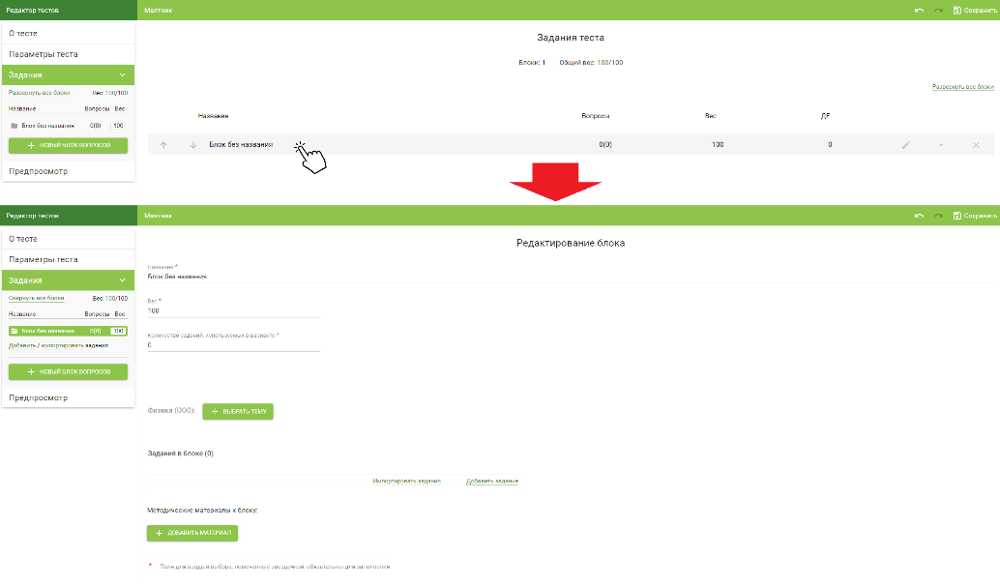 Редактор тестов
Маятник
Сохранить
О тесте
Параметры теста
Задания
Развернуть все блоки Вес: 100/100
Название Вопросы Вес
Блок без названия 0(0) 100
+ НОВЫЙ БЛОК ВОПРОСОВ
Предпросмотр
Задания теста
Блоки: 1 Общий вес: 100/100
Развернуть все блоки
Название Вопросы Вес ДЕ
Блок без названия 0(0) 100 0
Редактор тестов
Маятник
Сохранить
О тесте
Параметры теста
Задания
Свернуть все блоки Вес: 100/100
Название Вопросы Вес
Блок без названия 0(0) 100
Добавить / импортировать задания
+ НОВЫЙ БЛОК ВОПРОСОВ
Предпросмотр
Редактирование блока
Название *
Блок без названия
Вес *
100
Количество заданий, используемых в варианте *
0
Физика (ООО): + ВЫБРАТЬ ТЕМУ
Задания в блоке (0)
Импортировать задания Добавить задание
Методические материалы к блоку:
+ ДОБАВИТЬ МАТЕРИАЛ
* Поля для ввода и выбора, помеченные звездочкой, обязательны для заполнения